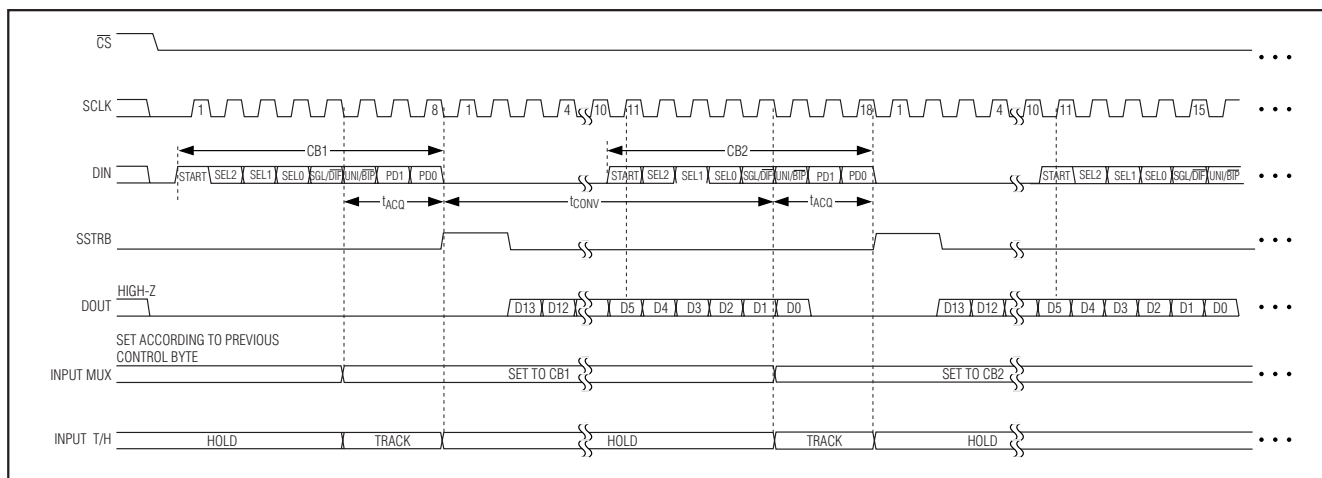 CS
SCLK 1 8 1 4 10 11 18 1 4 10 11 15
CB1 CB2
DIN START SEL2 SEL1 SEL0 SGL/DIF UNI/BIP PD1 PD0 START SEL2 SEL1 SEL0 SGL/DIF UNI/BIP PD1 PD0 START SEL2 SEL1 SEL0 SGL/DIF UNI/BIP
tACQ tCONV tACQ
SSTRB
HIGH-Z
DOUT D13 D12 D5 D4 D3 D2 D1 D0 D13 D12 D5 D4 D3 D2 D1 D0
SET ACCORDING TO PREVIOUS
CONTROL BYTE
INPUT MUX SET TO CB1 SET TO CB2
INPUT T/H HOLD TRACK HOLD TRACK HOLD